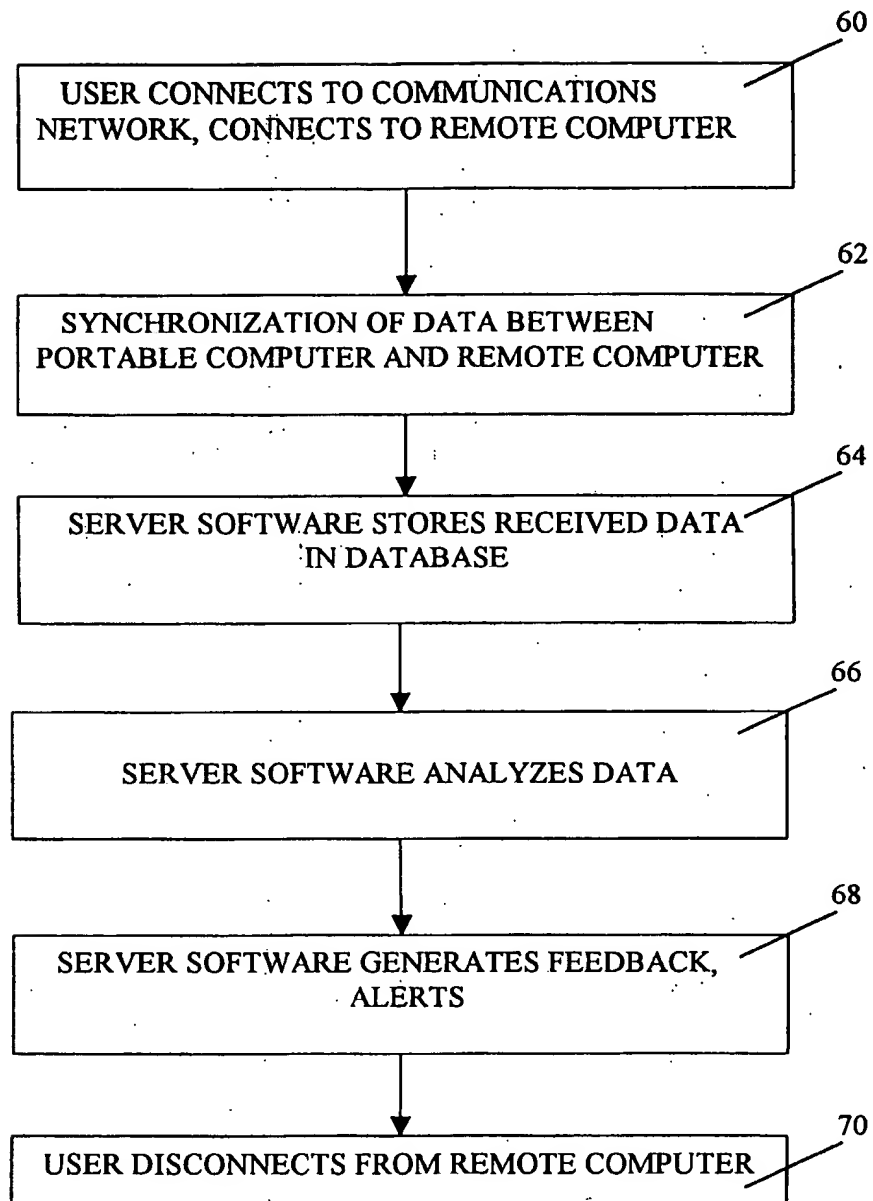 60
USER CONNECTS TO COMMUNICATIONS
NETWORK, CONNECTS TO REMOTE COMPUTER
62
SYNCHRONIZATION OF DATA BETWEEN
PORTABLE COMPUTER AND REMOTE COMPUTER
64
SERVER SOFTWARE STORES RECEIVED DATA
IN DATABASE
66
SERVER SOFTWARE ANALYZES DATA
68
SERVER SOFTWARE GENERATES FEEDBACK,
ALERTS
70
USER DISCONNECTS FROM REMOTE COMPUTER